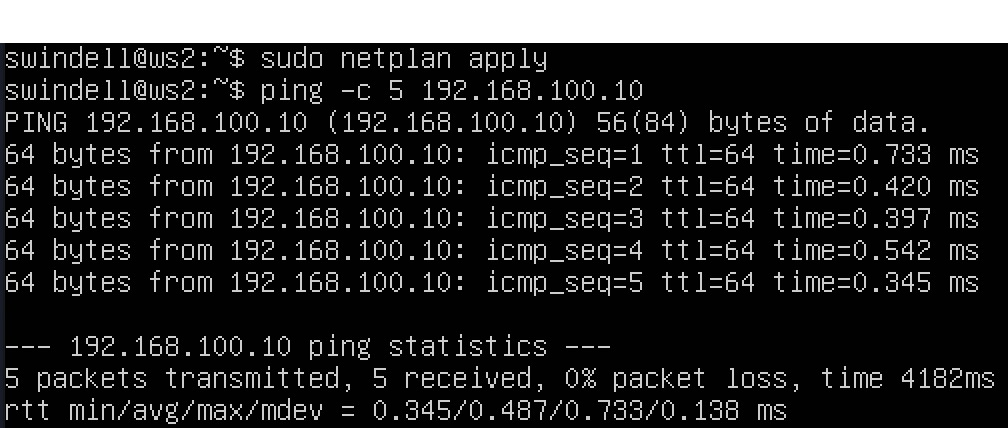 swindell@ws2:~$ sudo netplan apply
swindell@ws2:~$ ping -c 5 192.168.100.10
PING 192.168.100.10 (192.168.100.10) 56(84) bytes of data.
64 bytes from 192.168.100.10: icmp_seq=1 ttl=64 time=0.733 ms
64 bytes from 192.168.100.10: icmp_seq=2 ttl=64 time=0.420 ms
64 bytes from 192.168.100.10: icmp_seq=3 ttl=64 time=0.397 ms
64 bytes from 192.168.100.10: icmp_seq=4 ttl=64 time=0.542 ms
64 bytes from 192.168.100.10: icmp_seq=5 ttl=64 time=0.345 ms
--- 192.168.100.10 ping statistics ---
5 packets transmitted, 5 received, 0% packet loss, time 4182ms
rtt min/avg/max/mdev = 0.345/0.487/0.733/0.138 ms